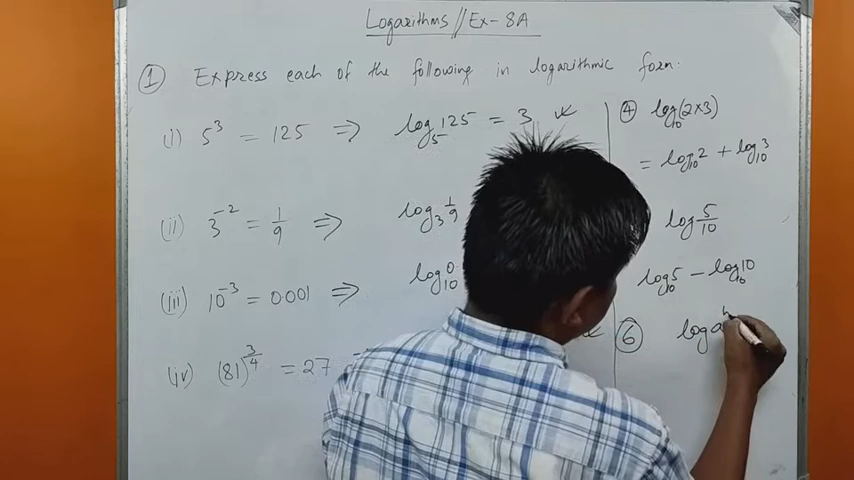 Logarithms // Ex - 8A
① Express each of the following in logarithmic form.
(i) 5³ = 125 ⇒ log₅125 = 3
(ii) 3⁻² = 1/9 ⇒ log₃ 1/9
(iii) 10⁻³ = 0.001 ⇒ log₁₀ 0
(iv) (81)^(3/4) = 27
④ log₁₀(2×3)
= log₁₀2 + log₁₀3
log 5/10
log₁₀5 − log₁₀10
⑥ log a